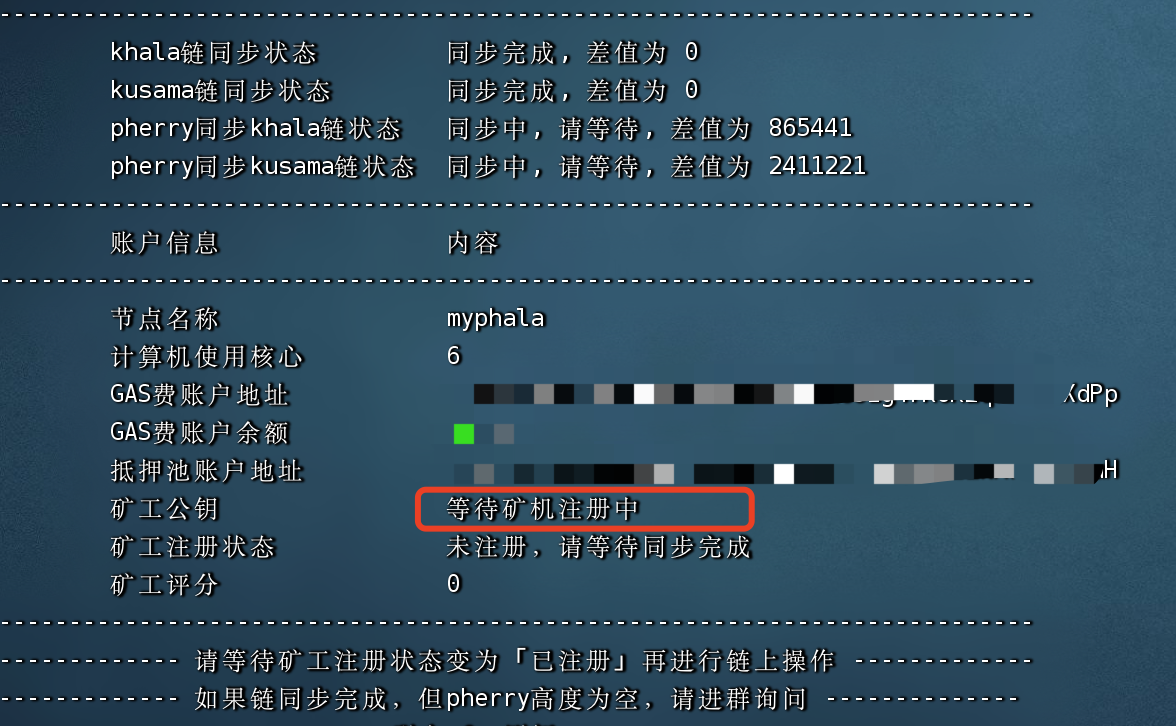 khala链同步状态 同步完成, 差值为 0
kusama链同步状态 同步完成, 差值为 0
pherry同步khala链状态 同步中, 请等待, 差值为 865441
pherry同步kusama链状态 同步中, 请等待, 差值为 2411221
账户信息 内容
节点名称 myphala
计算机使用核心 6
GAS费账户地址 XdPp
GAS费账户余额
抵押池账户地址 H
矿工公钥 等待矿机注册中
矿工注册状态 未注册, 请等待同步完成
矿工评分 0
------------- 请等待矿工注册状态变为「已注册」再进行链上操作 -------------
------------- 如果链同步完成, 但pherry高度为空, 请进群询问 --------------